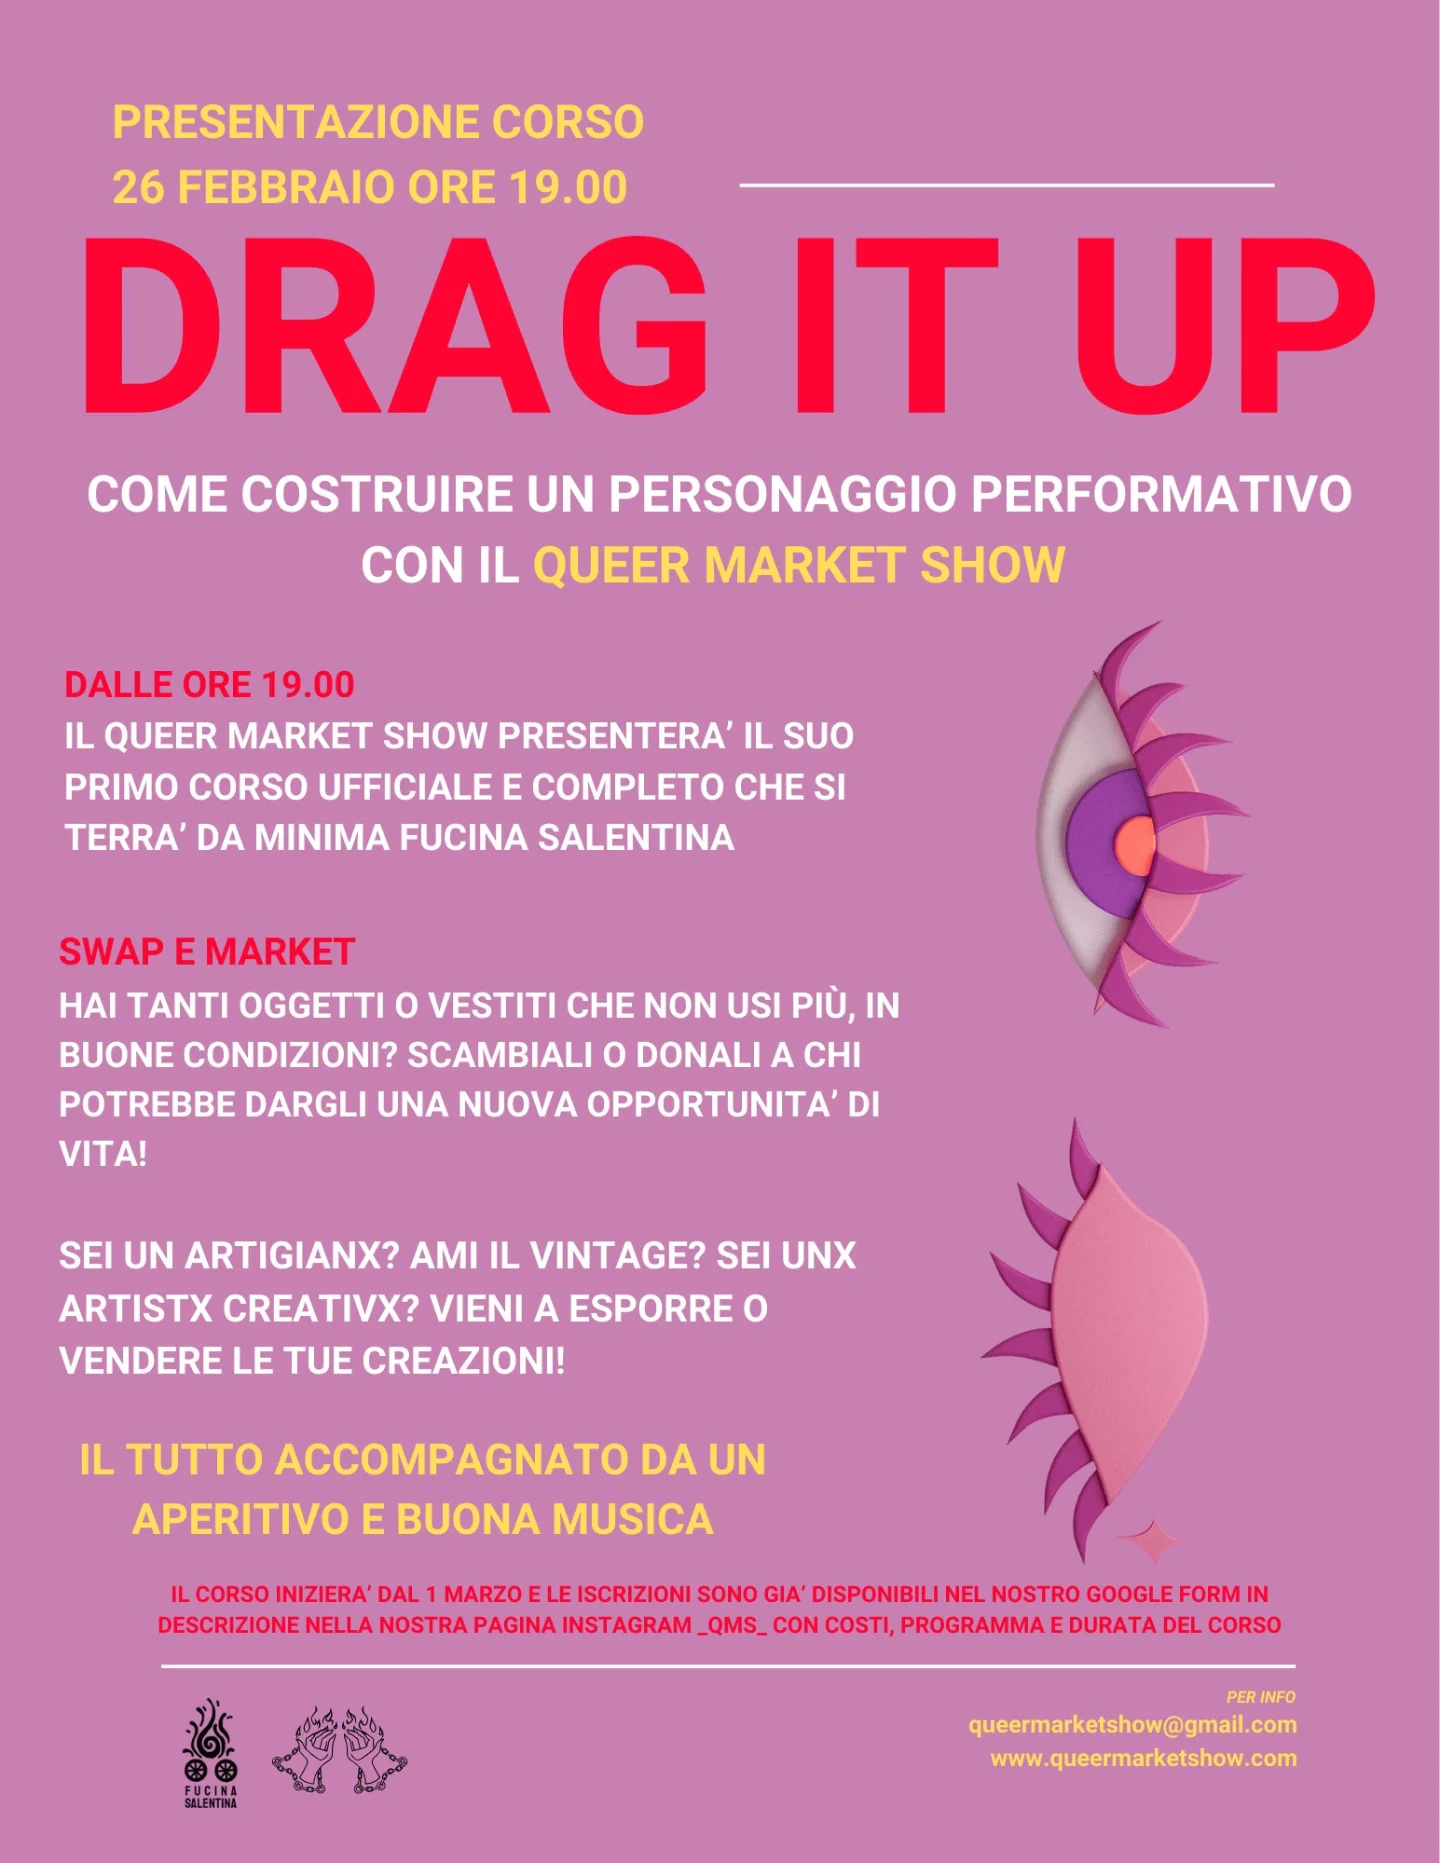 PRESENTAZIONE CORSO
26 FEBBRAIO ORE 19.00
DRAG IT UP
COME COSTRUIRE UN PERSONAGGIO PERFORMATIVO
CON IL QUEER MARKET SHOW
DALLE ORE 19.00
IL QUEER MARKET SHOW PRESENTERA’ IL SUO
PRIMO CORSO UFFICIALE E COMPLETO CHE SI
TERRA’ DA MINIMA FUCINA SALENTINA
SWAP E MARKET
HAI TANTI OGGETTI O VESTITI CHE NON USI PIÙ, IN
BUONE CONDIZIONI? SCAMBIALI O DONALI A CHI
POTREBBE DARGLI UNA NUOVA OPPORTUNITA’ DI
VITA!
SEI UN ARTIGIANX? AMI IL VINTAGE? SEI UNX
ARTISTX CREATIVX? VIENI A ESPORRE O
VENDERE LE TUE CREAZIONI!
IL TUTTO ACCOMPAGNATO DA UN
APERITIVO E BUONA MUSICA
IL CORSO INIZIERA’ DAL 1 MARZO E LE ISCRIZIONI SONO GIA’ DISPONIBILI NEL NOSTRO GOOGLE FORM IN
DESCRIZIONE NELLA NOSTRA PAGINA INSTAGRAM _QMS_ CON COSTI, PROGRAMMA E DURATA DEL CORSO
PER INFO
queermarketshow@gmail.com
www.queermarketshow.com
FUCINA
SALENTINA